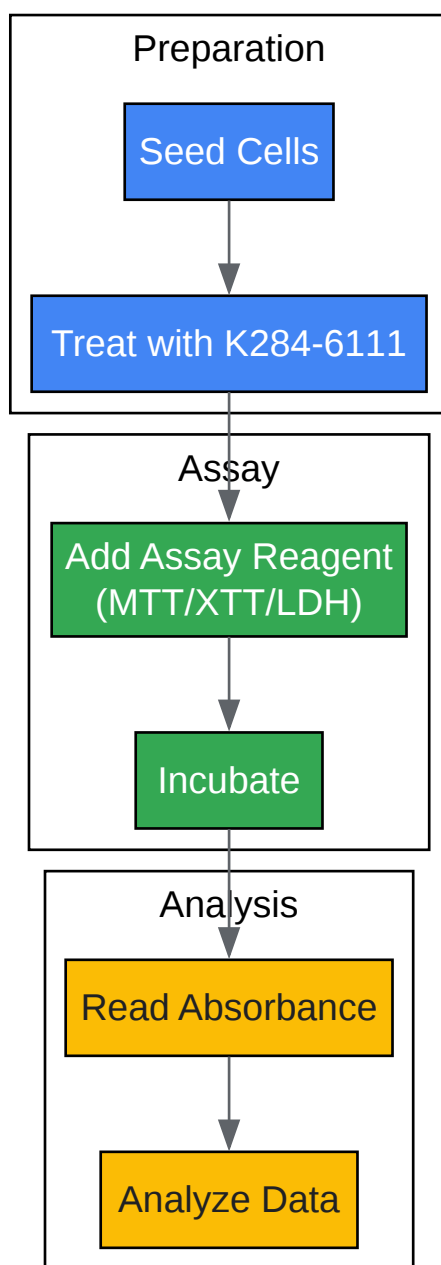 Preparation
Seed Cells
Treat with K284-6111
Assay
Add Assay Reagent
(MTT/XTT/LDH)
Incubate
Analysis
Read Absorbance
Analyze Data